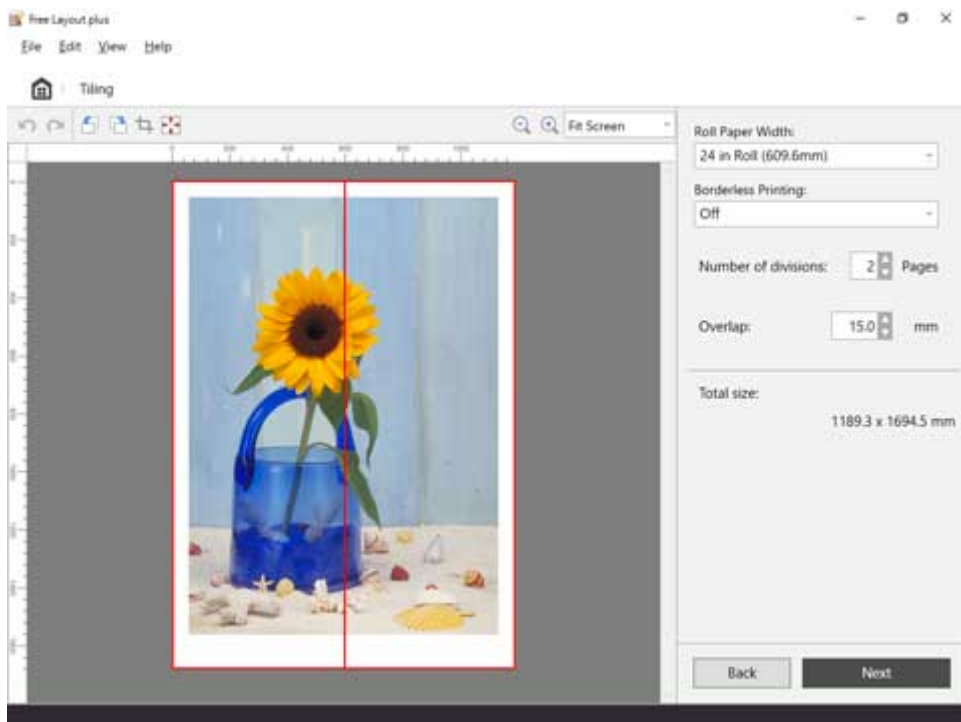 Free Layout plus
File Edit View Help
Tiling
Fit Screen
Roll Paper Width:
24 in Roll (609.6mm)
Borderless Printing:
Off
Number of divisions: 2 Pages
Overlap: 15.0 mm
Total size:
1189.3 x 1694.5 mm
Back Next